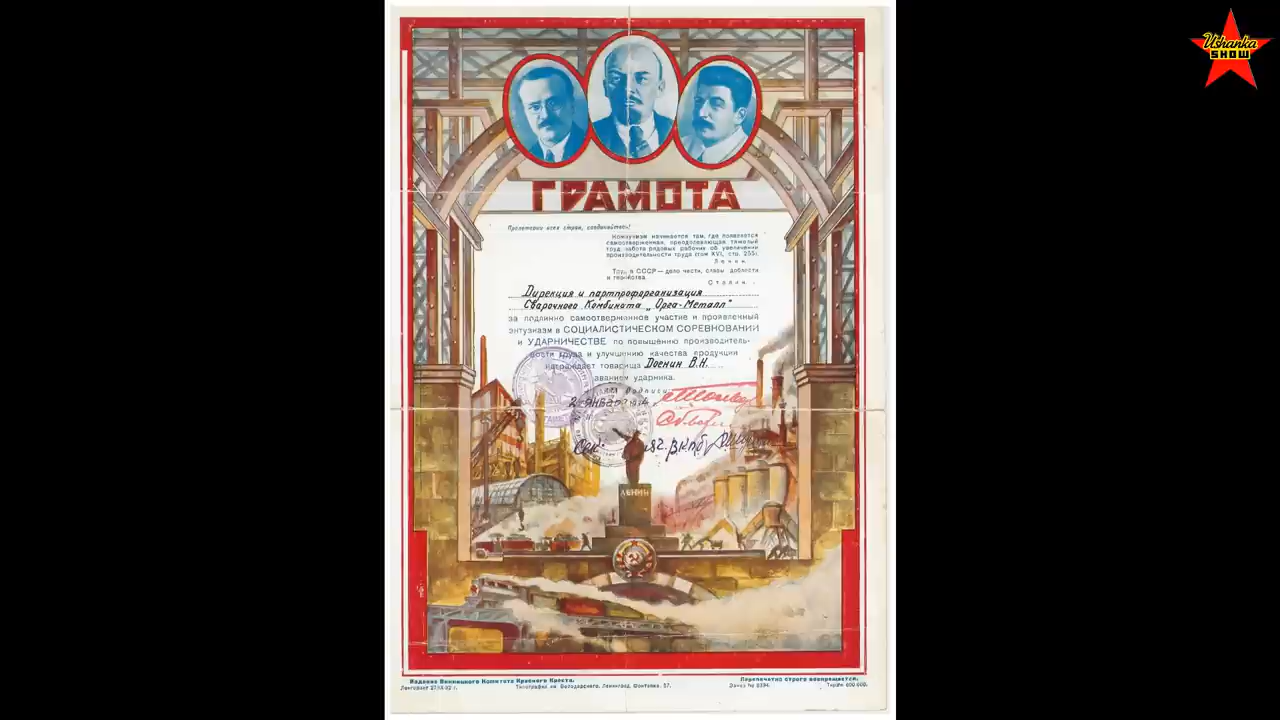 Ushanka
SHOW
ГРАМОТА
Пролетарии всех стран, соединяйтесь!
Коммунизм начинается там, где появляется
самоотверженная, преодолевающая тяжелый
труд забота рядовых рабочих об увеличении
производительности труда (том XVI, стр. 255).
Ленин
Труд в СССР — дело чести, славы доблести
и геройства.
Сталин
Дирекция и партпрофорганизация
Сварочного Комбината „Орга-Металл"
за подлинно самоотверженное участие и проявленный
энтузиазм в СОЦИАЛИСТИЧЕСКОМ СОРЕВНОВАНИИ
и УДАРНИЧЕСТВЕ по повышению производитель-
ности труда и улучшению качества продукции
награждает товарища Доенин В.Н.
званием ударника.
Подписи
ЛЕНИН
Издание Винницкого Комитета Красного Креста.
Перепечатка строго воспрещается.
Типография им. Володарского, Ленинград, Фонтанка, 57.